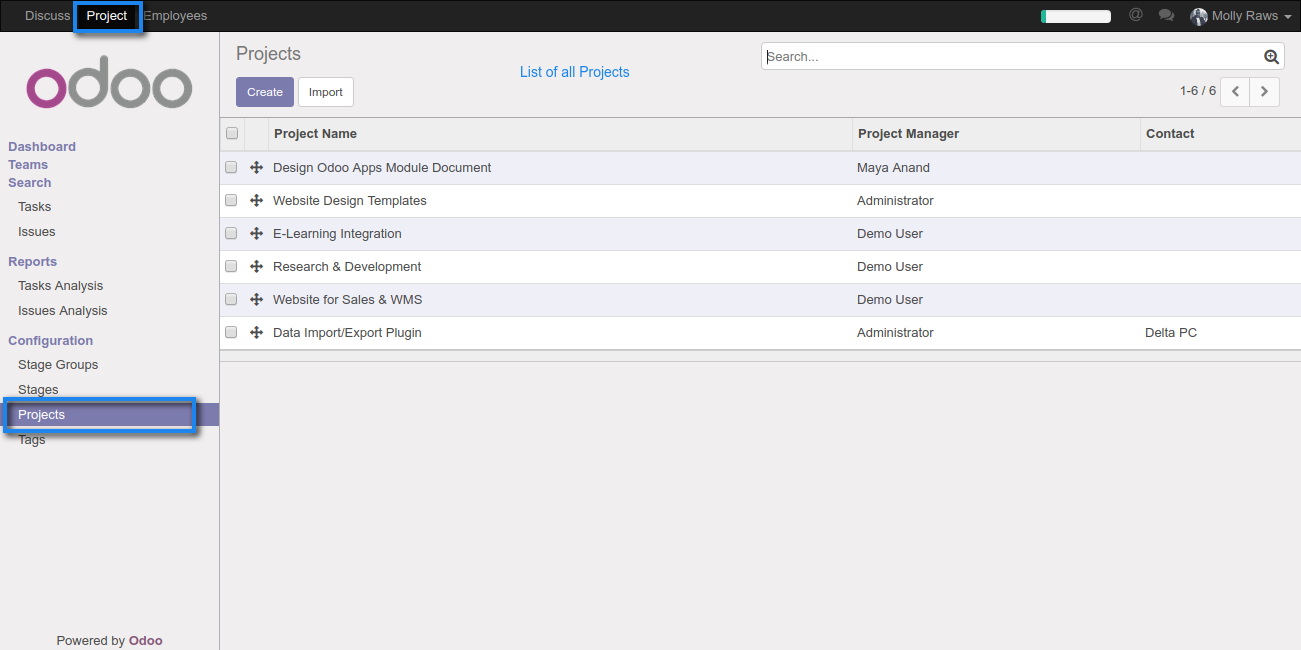 Discuss Project Employees @ Molly Raws
odoo
Dashboard
Teams
Search
Tasks
Issues
Reports
Tasks Analysis
Issues Analysis
Configuration
Stage Groups
Stages
Projects
Tags
Powered by Odoo
Projects
Search...
List of all Projects
Create Import
1-6 / 6
Project Name Project Manager Contact
Design Odoo Apps Module Document Maya Anand
Website Design Templates Administrator
E-Learning Integration Demo User
Research & Development Demo User
Website for Sales & WMS Demo User
Data Import/Export Plugin Administrator Delta PC